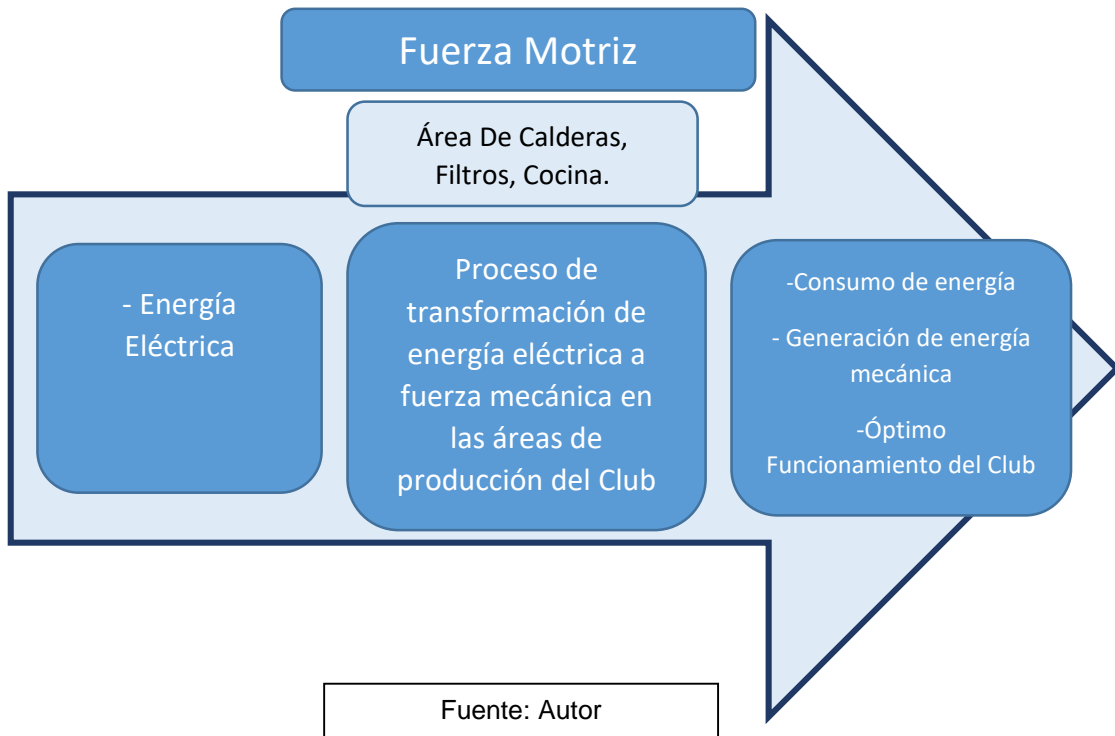 Fuerza Motriz
Área De Calderas,
Filtros, Cocina.
- Energía
Eléctrica
Proceso de
transformación de
energía eléctrica a
fuerza mecánica en
las áreas de
producción del Club
-Consumo de energía
- Generación de energía
mecánica
-Óptimo
Funcionamiento del Club
Fuente: Autor